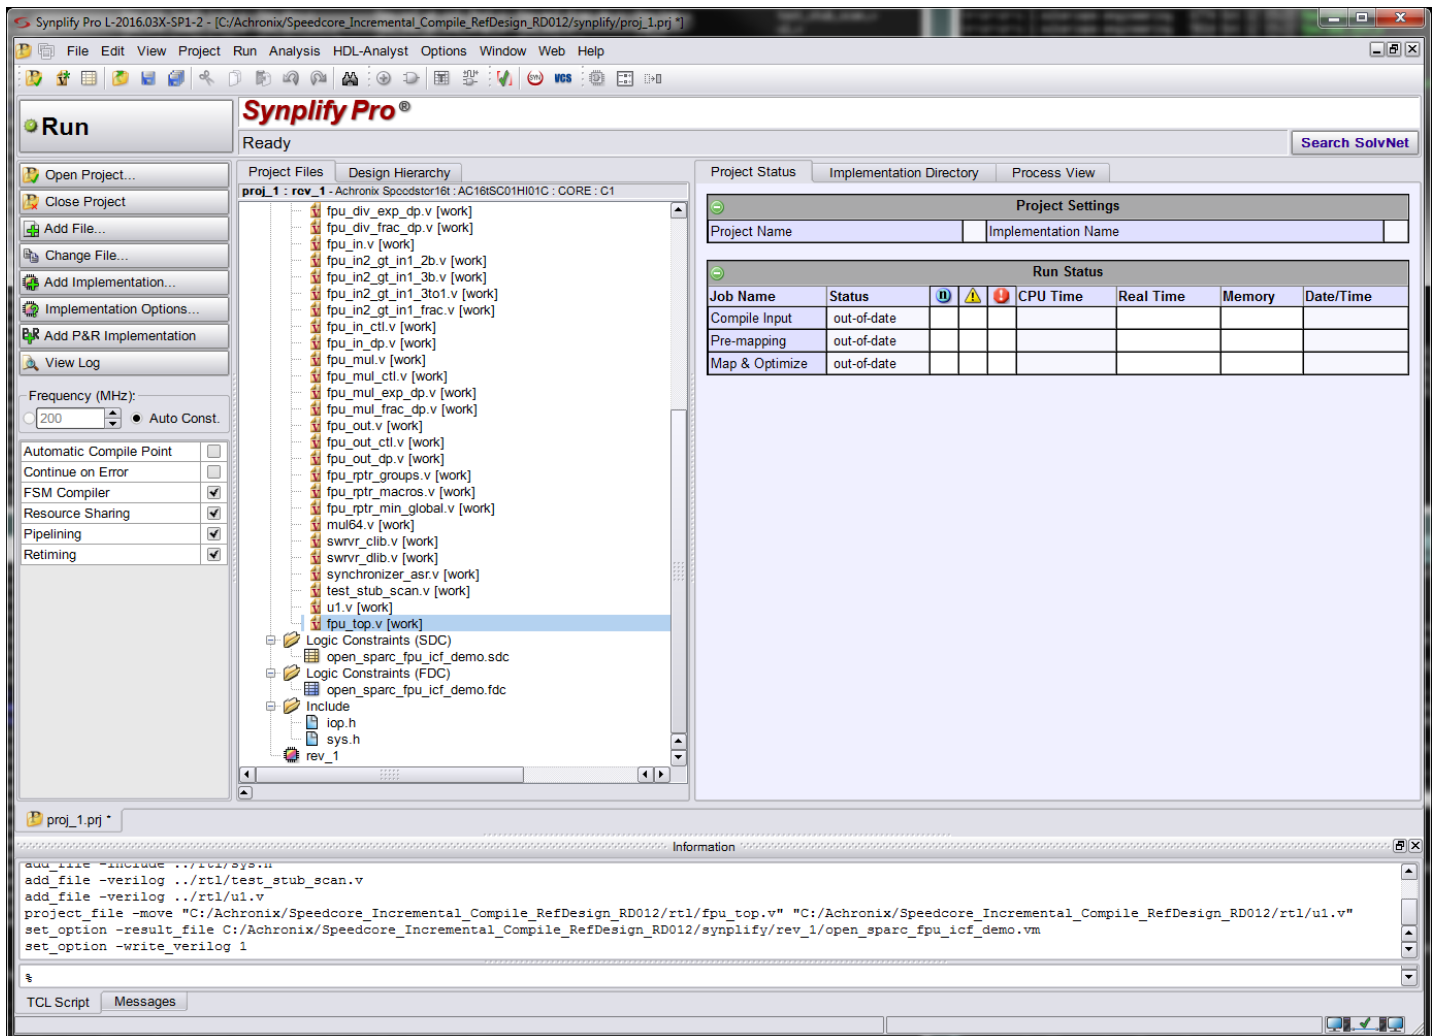 Synplify Pro L-2016.03X-SP1-2 - [C:/Achronix/Speedcore_Incremental_Compile_RefDesign_RD012/synplify/proj_1.prj *]
File Edit View Project Run Analysis HDL-Analyst Options Window Web Help
VCS
Run
Synplify Pro®
Ready
Search SolvNet
Open Project...
Close Project
Add File...
Change File...
Add Implementation...
Implementation Options...
Add P&R Implementation
View Log
Frequency (MHz):
200 Auto Const.
Automatic Compile Point
Continue on Error
FSM Compiler
Resource Sharing
Pipelining
Retiming
Project Files Design Hierarchy
proj_1 : rev_1 - Achronix Speedster16t : AC16tSC01HI01C : CORE : C1
fpu_div_exp_dp.v [work]
fpu_div_frac_dp.v [work]
fpu_in.v [work]
fpu_in2_gt_in1_2b.v [work]
fpu_in2_gt_in1_3b.v [work]
fpu_in2_gt_in1_3to1.v [work]
fpu_in2_gt_in1_frac.v [work]
fpu_in_ctl.v [work]
fpu_in_dp.v [work]
fpu_mul.v [work]
fpu_mul_ctl.v [work]
fpu_mul_exp_dp.v [work]
fpu_mul_frac_dp.v [work]
fpu_out.v [work]
fpu_out_ctl.v [work]
fpu_out_dp.v [work]
fpu_rptr_groups.v [work]
fpu_rptr_macros.v [work]
fpu_rptr_min_global.v [work]
mul64.v [work]
swrvr_clib.v [work]
swrvr_dlib.v [work]
synchronizer_asr.v [work]
test_stub_scan.v [work]
u1.v [work]
fpu_top.v [work]
Logic Constraints (SDC)
open_sparc_fpu_icf_demo.sdc
Logic Constraints (FDC)
open_sparc_fpu_icf_demo.fdc
Include
iop.h
sys.h
rev_1
Project Status Implementation Directory Process View
Project Settings
Project Name Implementation Name
Run Status
Job Name Status CPU Time Real Time Memory Date/Time
Compile Input out-of-date
Pre-mapping out-of-date
Map & Optimize out-of-date
proj_1.prj *
Information
add_file -include ../rtl/sys.h
add_file -verilog ../rtl/test_stub_scan.v
add_file -verilog ../rtl/u1.v
project_file -move "C:/Achronix/Speedcore_Incremental_Compile_RefDesign_RD012/rtl/fpu_top.v" "C:/Achronix/Speedcore_Incremental_Compile_RefDesign_RD012/rtl/u1.v"
set_option -result_file C:/Achronix/Speedcore_Incremental_Compile_RefDesign_RD012/synplify/rev_1/open_sparc_fpu_icf_demo.vm
set_option -write_verilog 1
%
TCL Script Messages